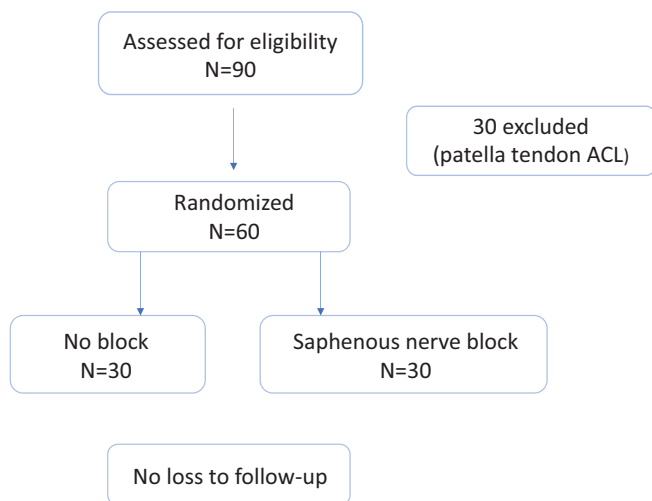 Assessed for eligibility
N=90
30 excluded
(patella tendon ACL)
Randomized
N=60
No block
N=30
Saphenous nerve block
N=30
No loss to follow-up